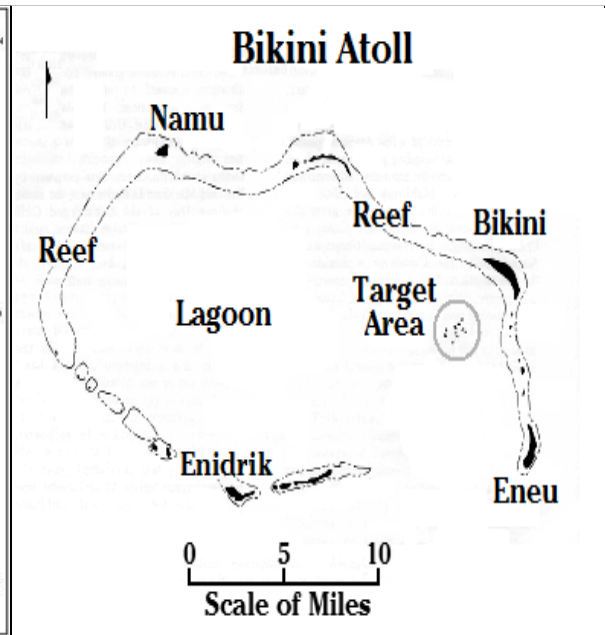 Bikini Atoll
Namu
Reef
Bikini
Reef
Target
Area
Lagoon
Enidrik
Eneu
0 5 10
Scale of Miles